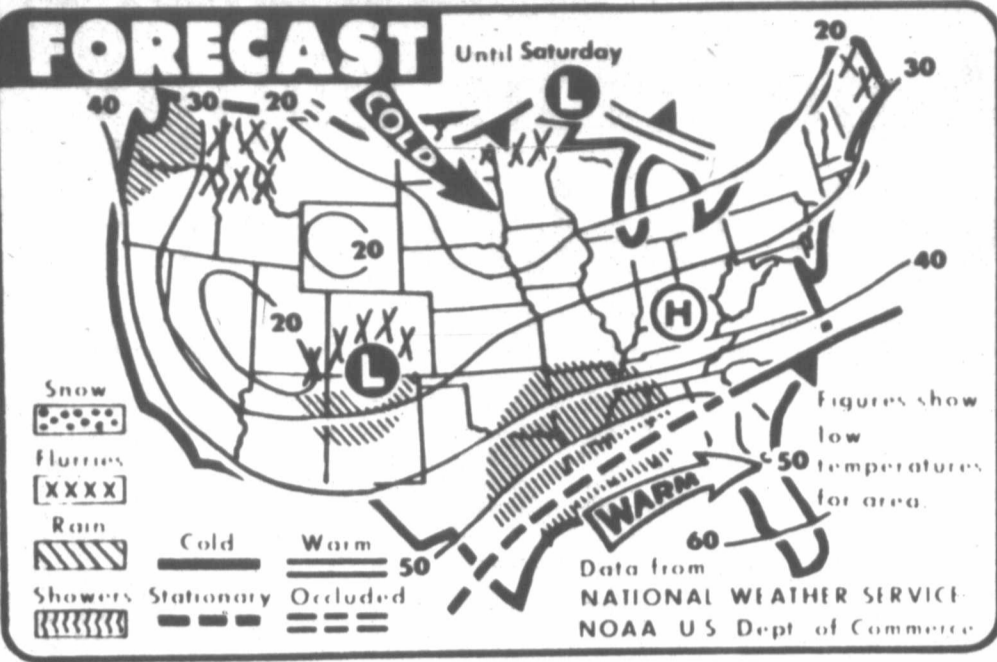 FORECAST
Until Saturday
20
30
40 30 20
L
COLD
20
40
20
H
L
Snow
Flurries
XXXX
Rain
Showers
Cold
Warm
Stationary
Occluded
Figures show
low
temperatures
for area.
WARM
50
60
50
Data from
NATIONAL WEATHER SERVICE
NOAA US Dept of Commerce